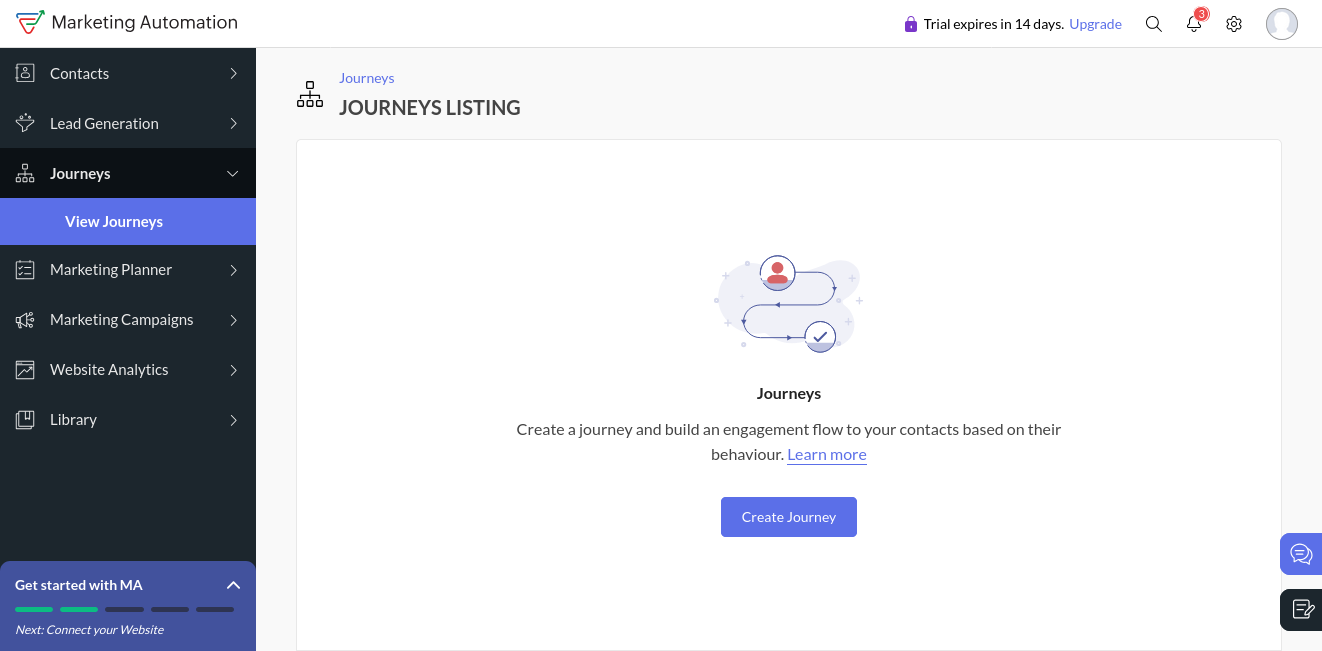 Marketing Automation
Trial expires in 14 days. Upgrade
3
Contacts
Lead Generation
Journeys
View Journeys
Marketing Planner
Marketing Campaigns
Website Analytics
Library
Get started with MA
Next: Connect your Website
Journeys
JOURNEYS LISTING
Journeys
Create a journey and build an engagement flow to your contacts based on their
behaviour. Learn more
Create Journey